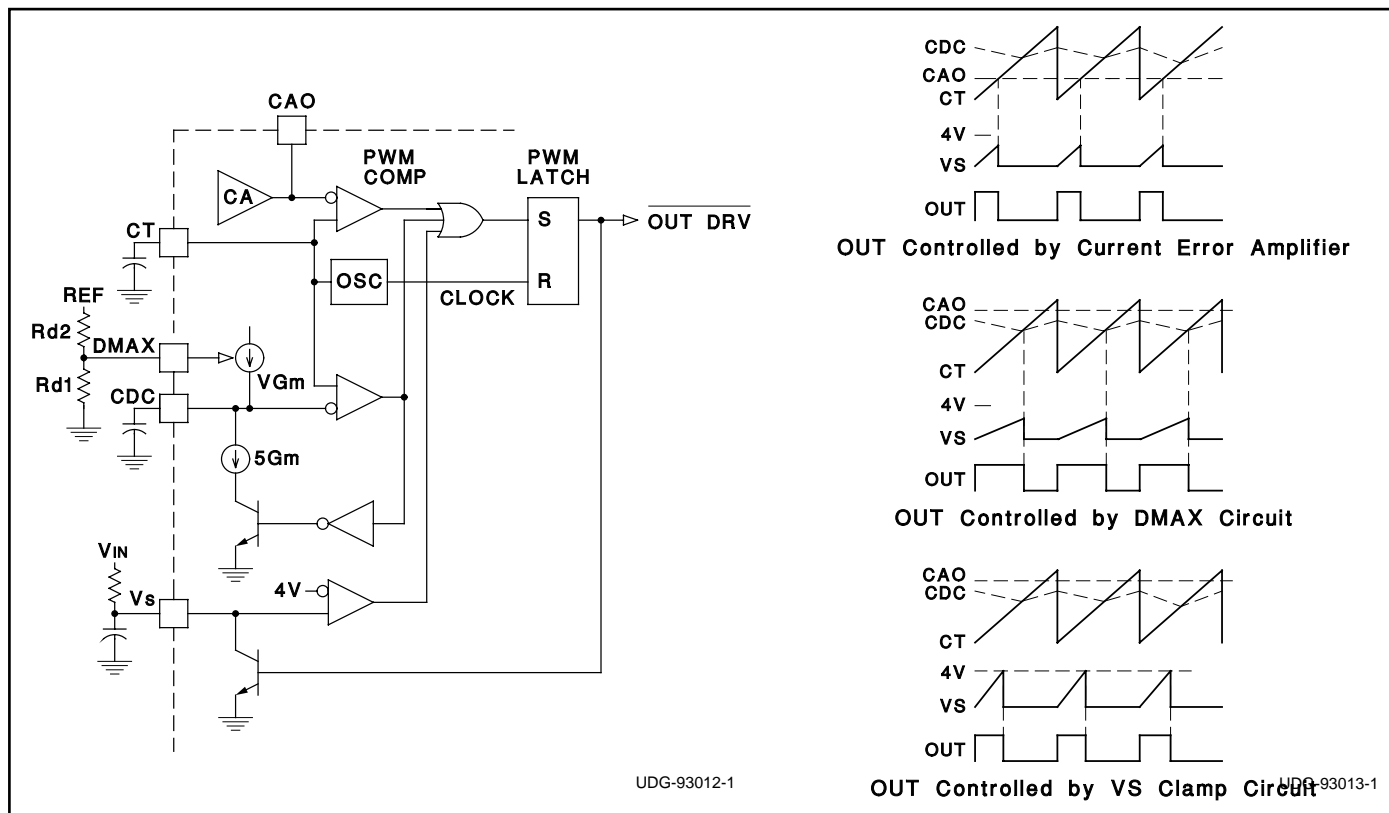 CAO
CA
PWM
COMP
PWM
LATCH
S
R
OUT DRV
CT
OSC
CLOCK
REF
Rd2
DMAX
Rd1
VGm
CDC
5Gm
VIN
Vs
4V
UDG-93012-1
CDC
CAO
CT
4V
VS
OUT
OUT Controlled by Current Error Amplifier
CAO
CDC
CT
4V
VS
OUT
OUT Controlled by DMAX Circuit
CAO
CDC
CT
4V
VS
OUT
OUT Controlled by VS Clamp Circuit
UDG-93013-1